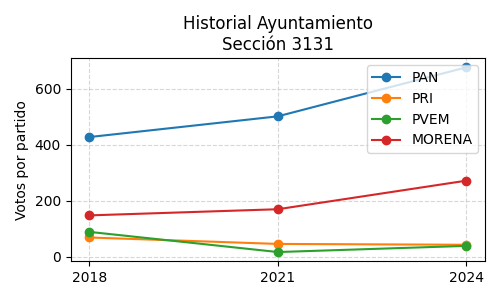 Historial Ayuntamiento
Sección 3131
Votos por partido
600
400
200
0
2018
2021
2024
PAN
PRI
PVEM
MORENA